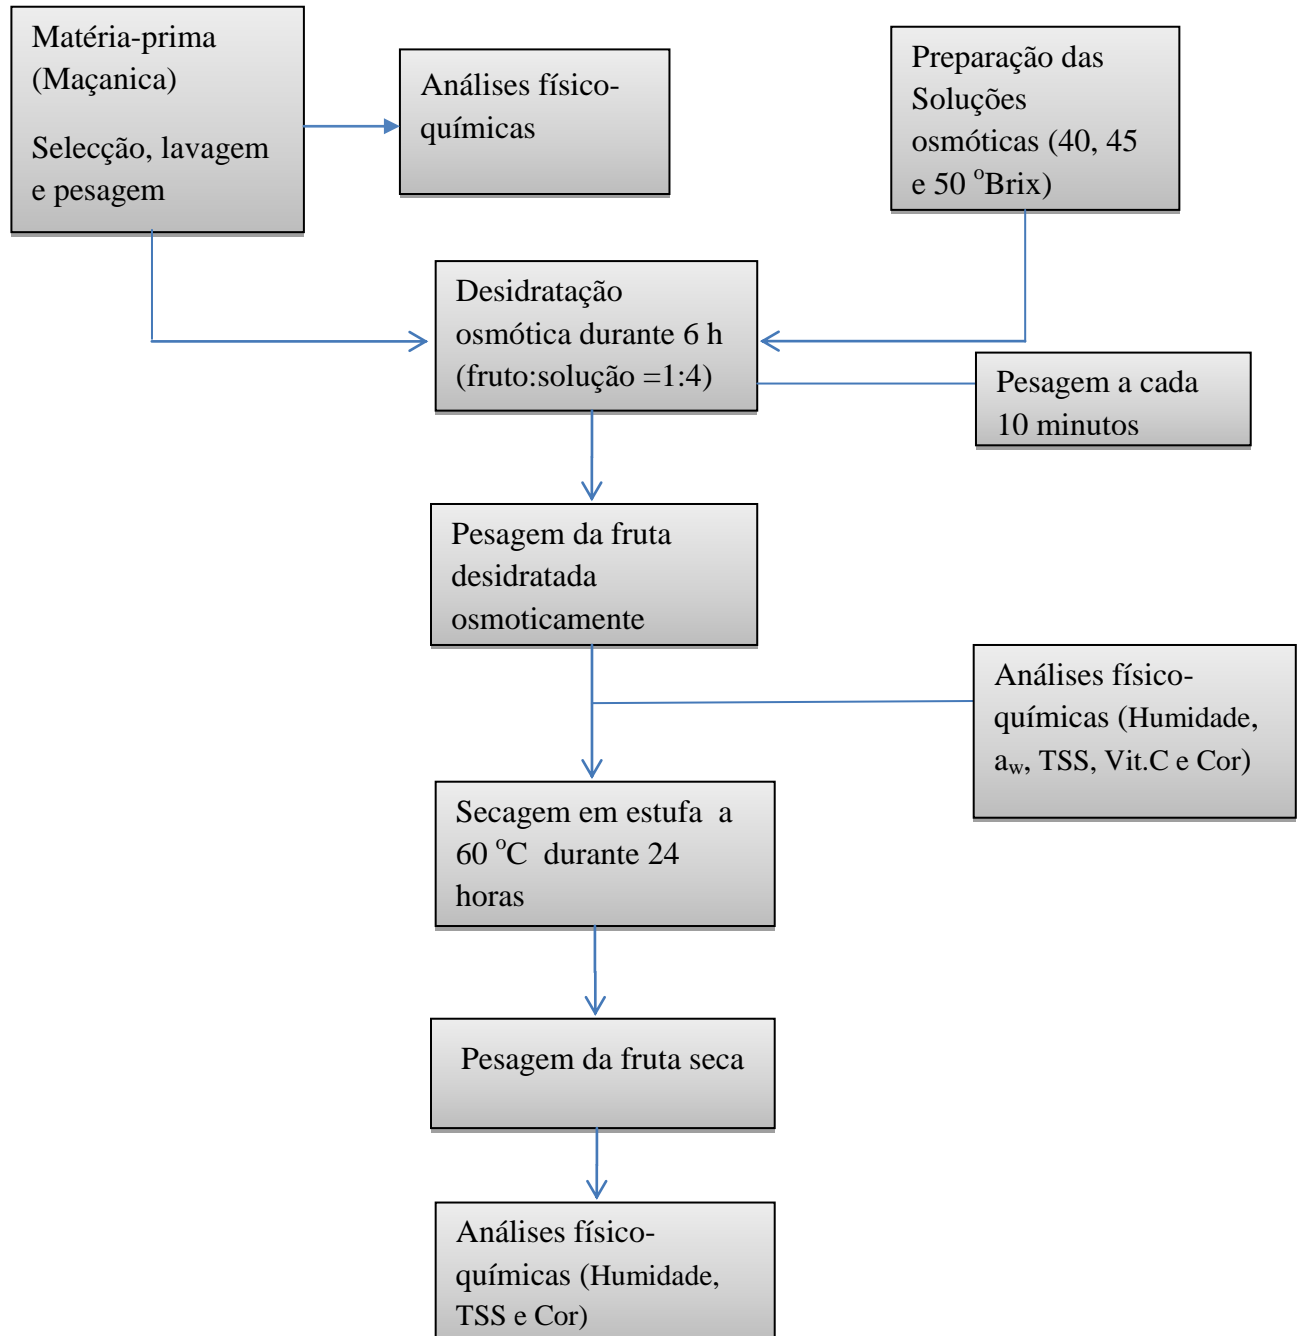 Matéria-prima
(Maçanica)
Selecção, lavagem
e pesagem
Análises físico-
químicas
Preparação das
Soluções
osmóticas (40, 45
e 50 °Brix)
Desidratação
osmótica durante 6 h
(fruto:solução =1:4)
Pesagem a cada
10 minutos
Pesagem da fruta
desidratada
osmoticamente
Análises físico-
químicas (Humidade,
aw, TSS, Vit.C e Cor)
Secagem em estufa a
60 °C durante 24
horas
Pesagem da fruta seca
Análises físico-
químicas (Humidade,
TSS e Cor)